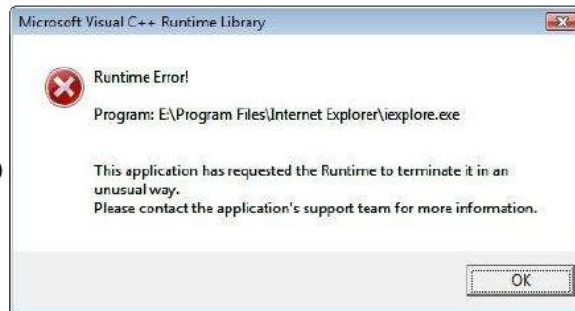 Microsoft Visual C++ Runtime Library
Runtime Error!
Program: E:\Program Files\Internet Explorer\iexplore.exe
This application has requested the Runtime to terminate it in an
unusual way.
Please contact the application's support team for more information.
OK